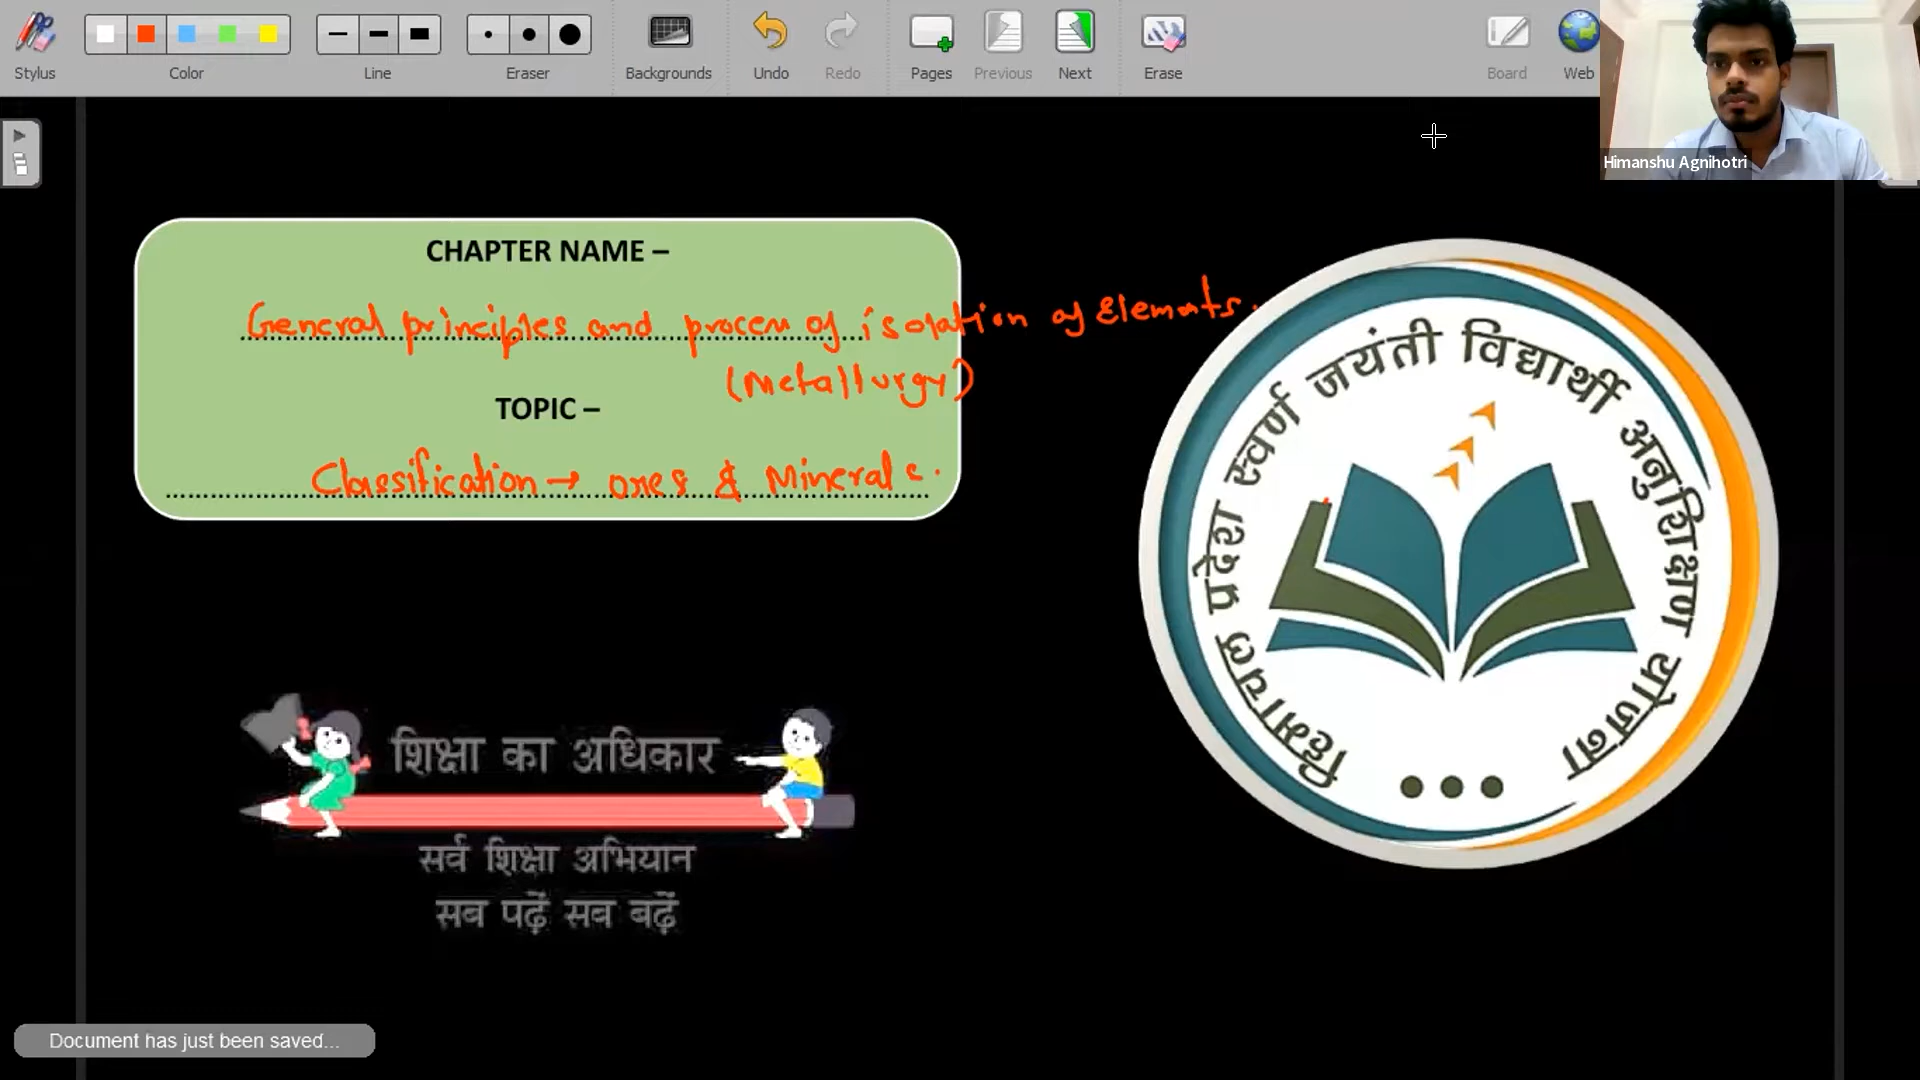 Stylus
Color
Line
Eraser
Backgrounds
Undo
Redo
Pages
Previous
Next
Erase
Board
Web
Himanshu Agnihotri
CHAPTER NAME –
General principles and process of isolation of Elements.
(Metallurgy)
TOPIC –
Classification → ores & Minerals.
हिमाचल प्रदेश स्वर्ण जयंती विद्यार्थी अनुशिक्षण योजना
शिक्षा का अधिकार
सर्व शिक्षा अभियान
सब पढ़ें सब बढ़ें
Document has just been saved...